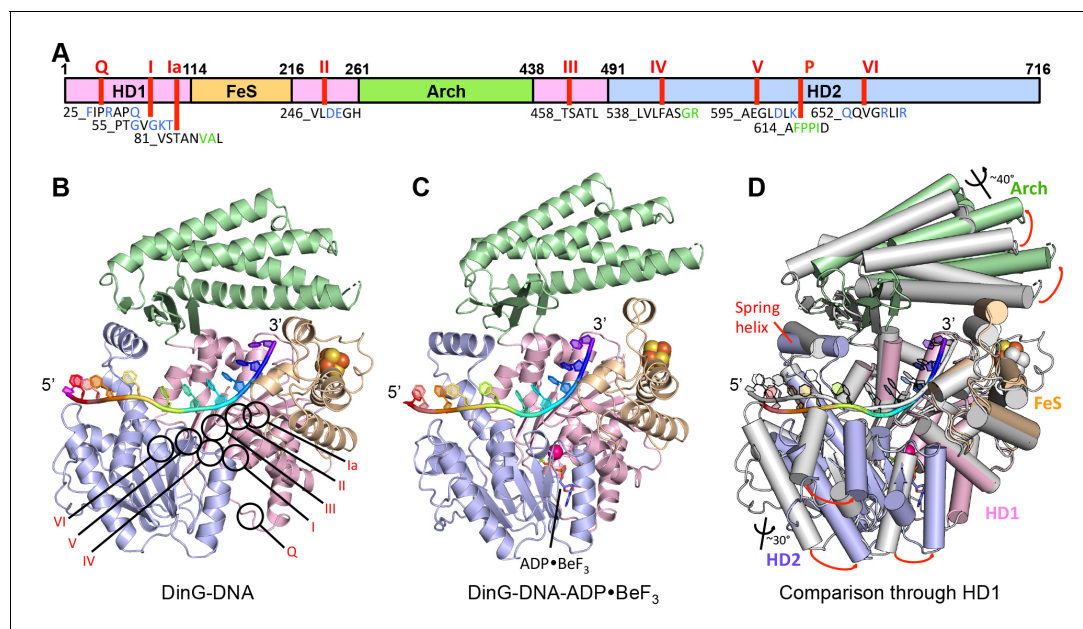 A
Q I Ia II III IV V P VI
1 114 216 261 438 491 716
HD1 FeS Arch HD2
25_FIPRAPQ 246_VLDEGH 458_TSATL 538_LVLFASGR 595_AEGLDLK 652_QQVGRLIR
55_PTGVGKT 614_AFPPID
81_VSTANVAL
B C D
~40°
Arch
Spring
helix
3' 3' 3'
5' 5' 5'
FeS
Ia
II
III
VI I
V HD1
IV Q ~30°
HD2
ADP•BeF3
DinG-DNA DinG-DNA-ADP•BeF3 Comparison through HD1